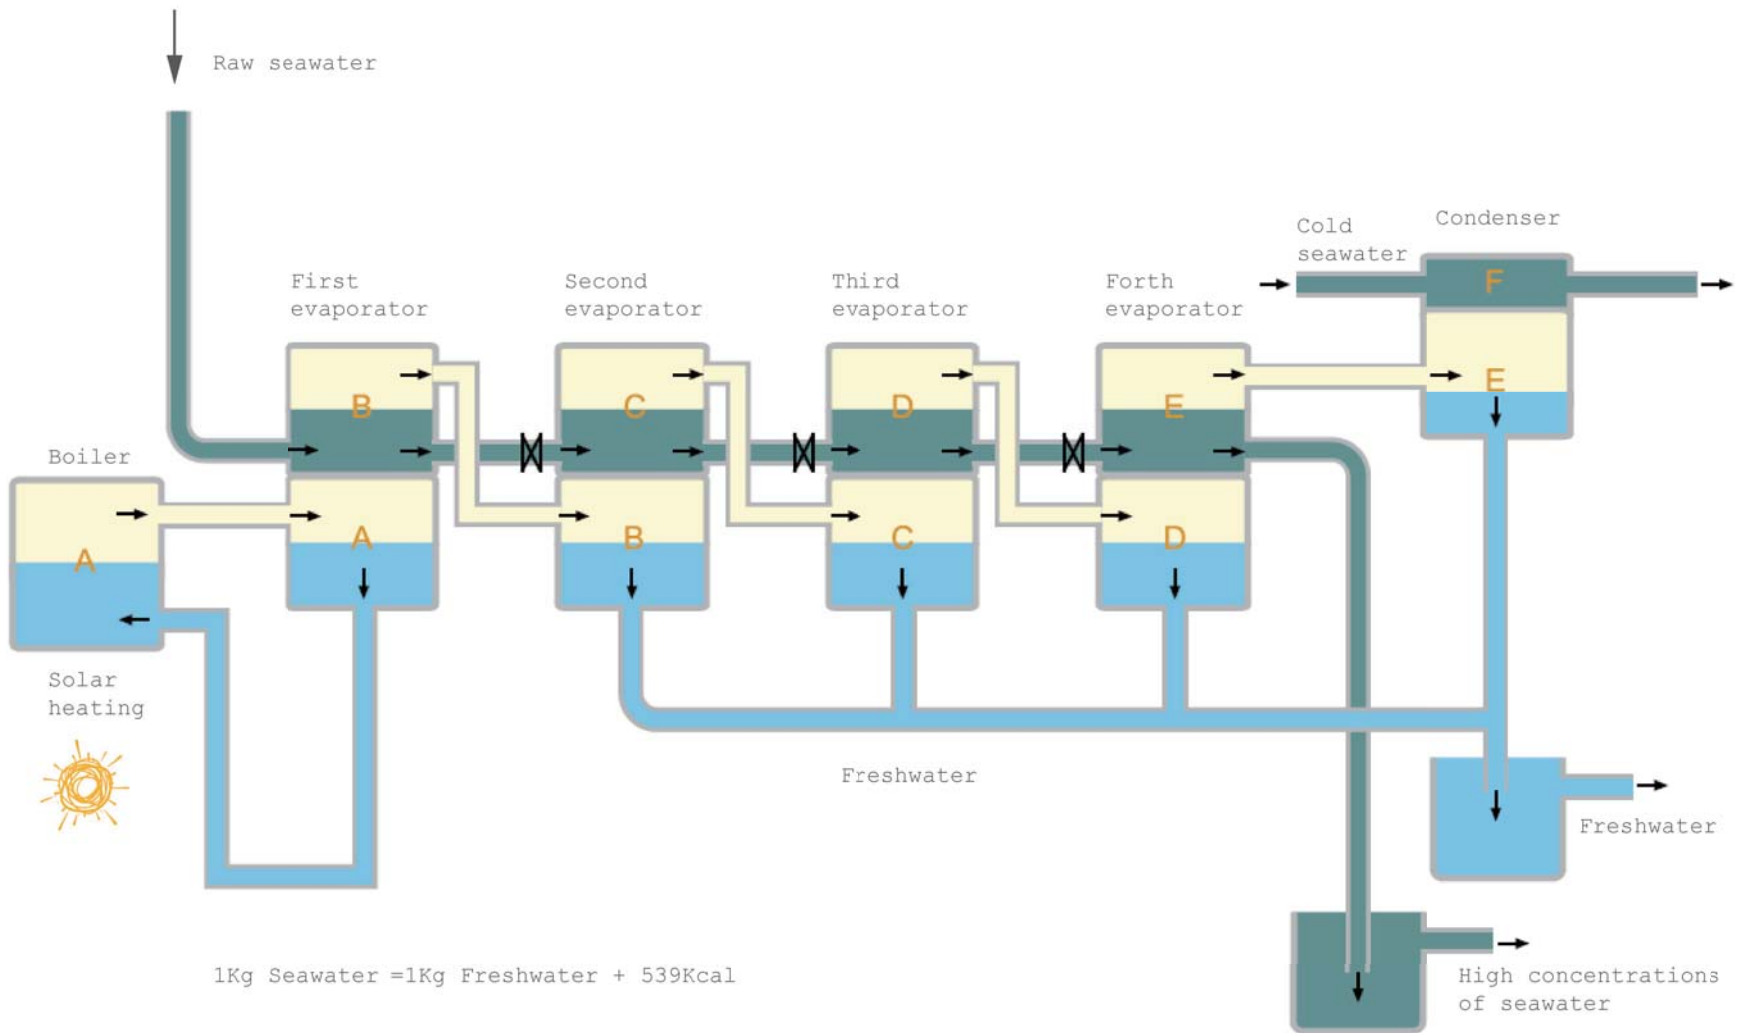 Raw seawater
Condenser
Cold
seawater
F
First
evaporator
Second
evaporator
Third
evaporator
Forth
evaporator
B
C
D
E
E
Boiler
A
A
B
C
D
Solar
heating
Freshwater
Freshwater
1Kg Seawater =1Kg Freshwater + 539Kcal
High concentrations
of seawater